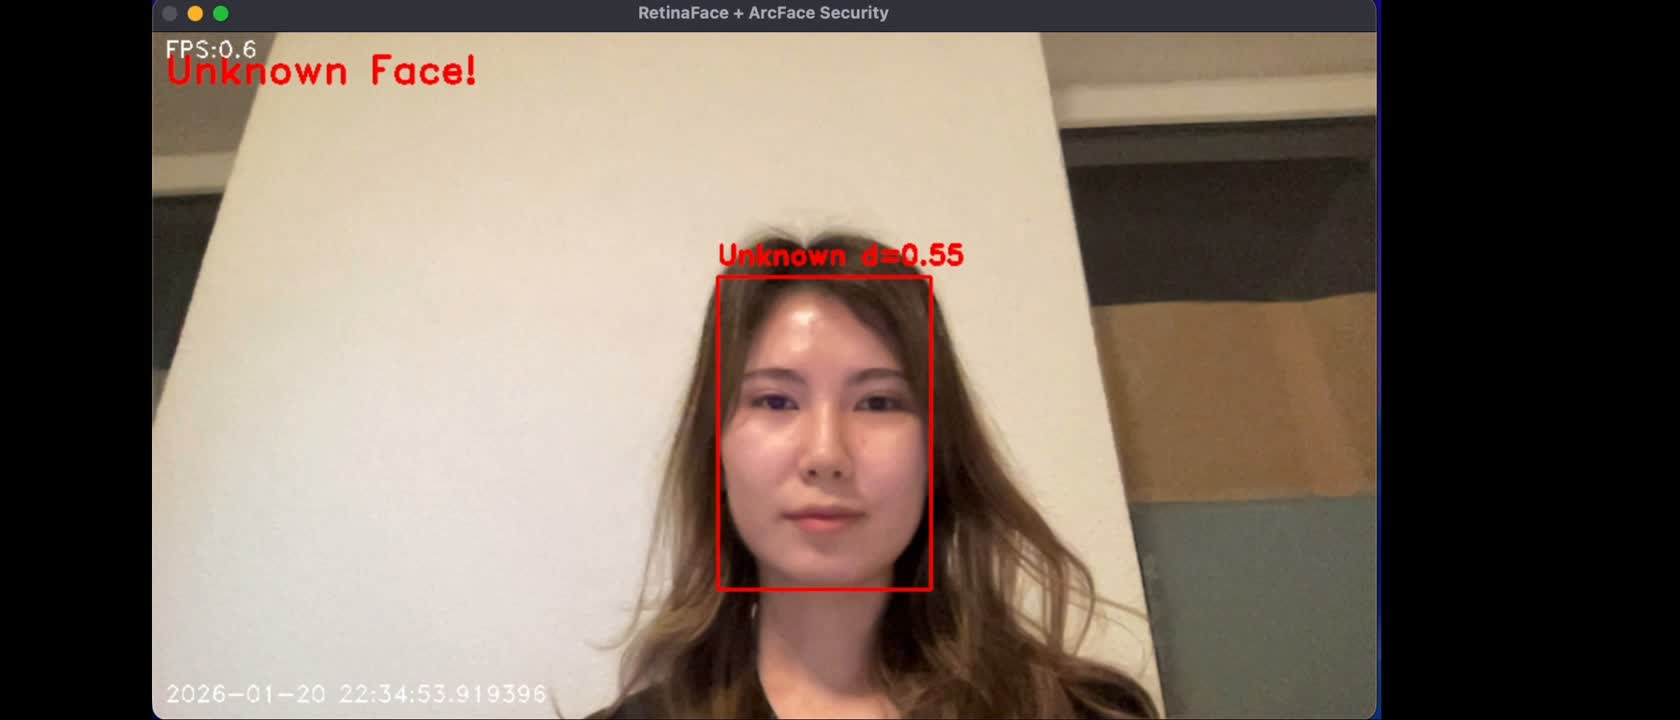 RetinaFace + ArcFace Security
FPS:0.6
Unknown Face!
Unknown d=0.55
2026-01-20 22:34:53.919396